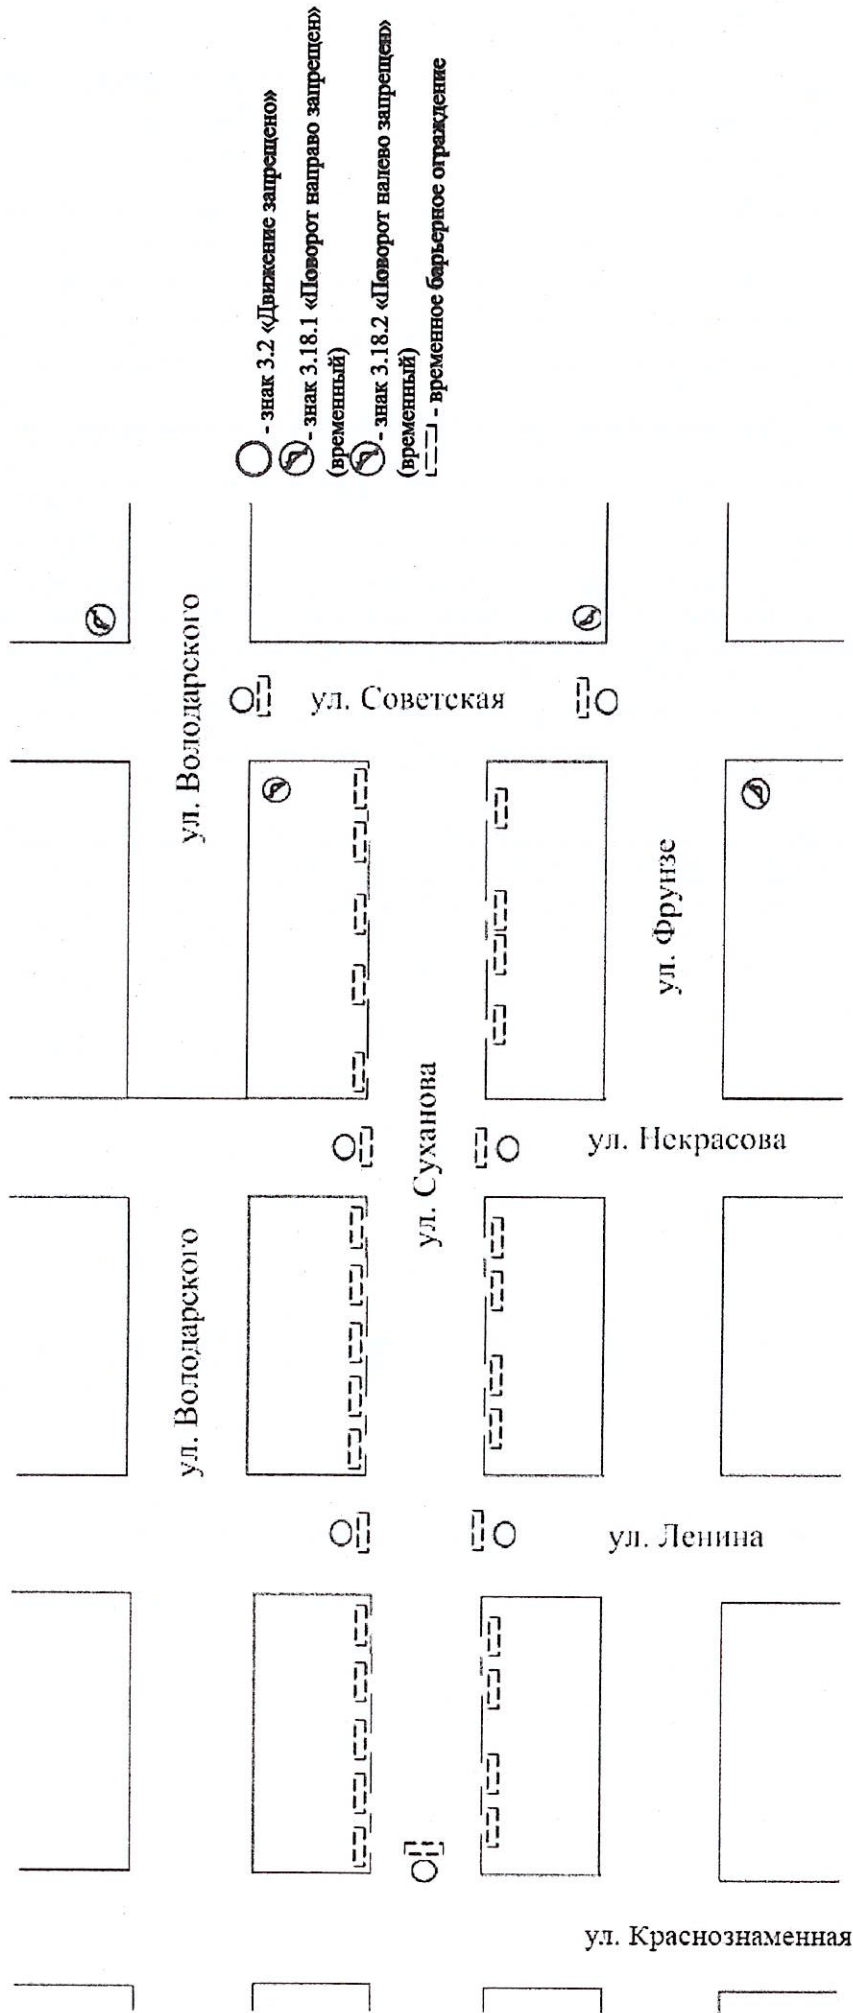 - знак 3.2 «Движение запрещено»
- знак 3.18.1 «Поворот направо запрещен»
(временный)
- знак 3.18.2 «Поворот налево запрещен»
(временный)
- временное барьерное ограждение
ул. Володарского
ул. Советская
ул. Фрунзе
ул. Суханова
ул. Некрасова
ул. Володарского
ул. Ленина
ул. Краснознаменная